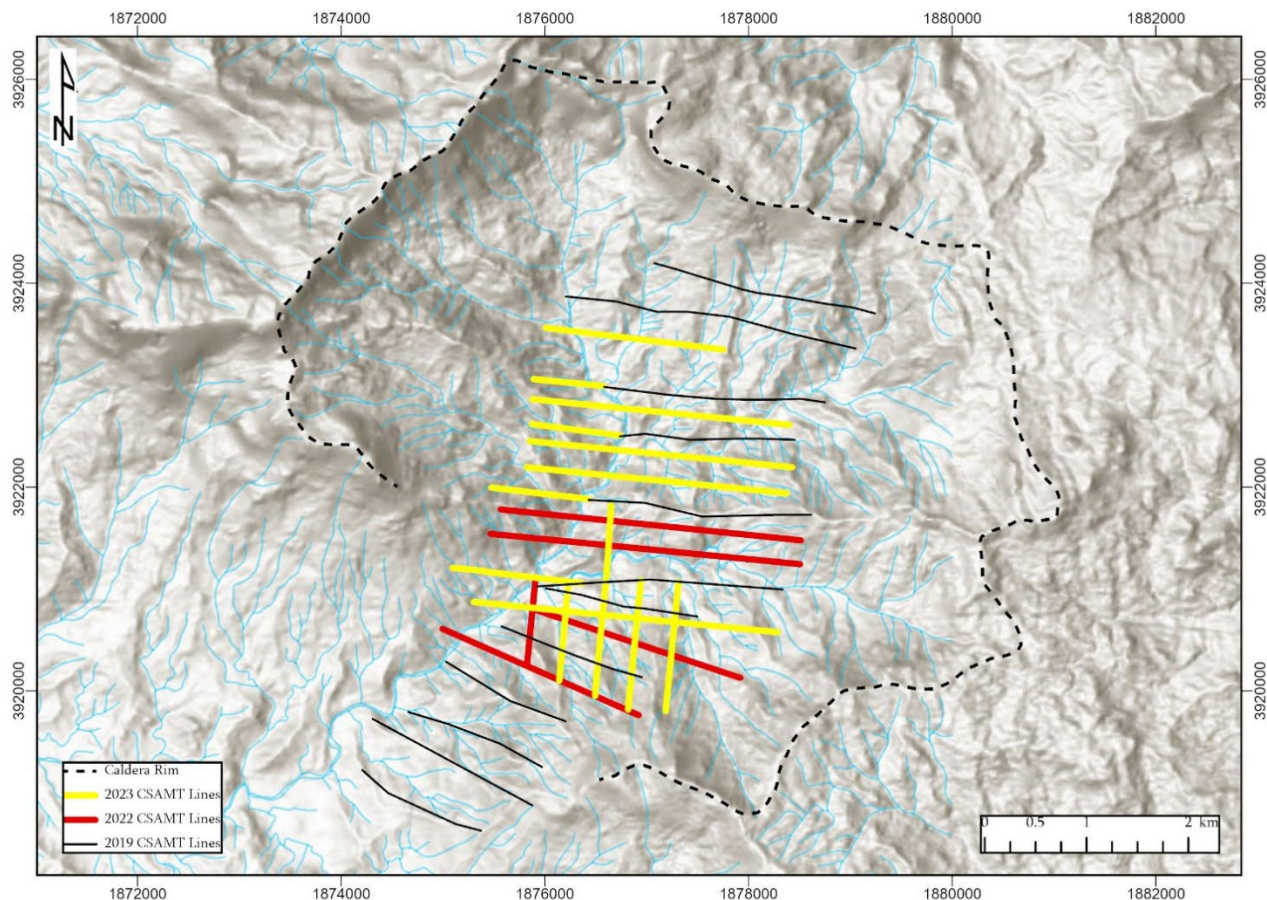 1872000 1874000 1876000 1878000 1880000 1882000
3926000 3926000
N
3924000 3924000
3922000 3922000
3920000 3920000
Caldera Rim
2023 CSAMT Lines
2022 CSAMT Lines
2019 CSAMT Lines
0 0.5 1 2 km
1872000 1874000 1876000 1878000 1880000 1882000